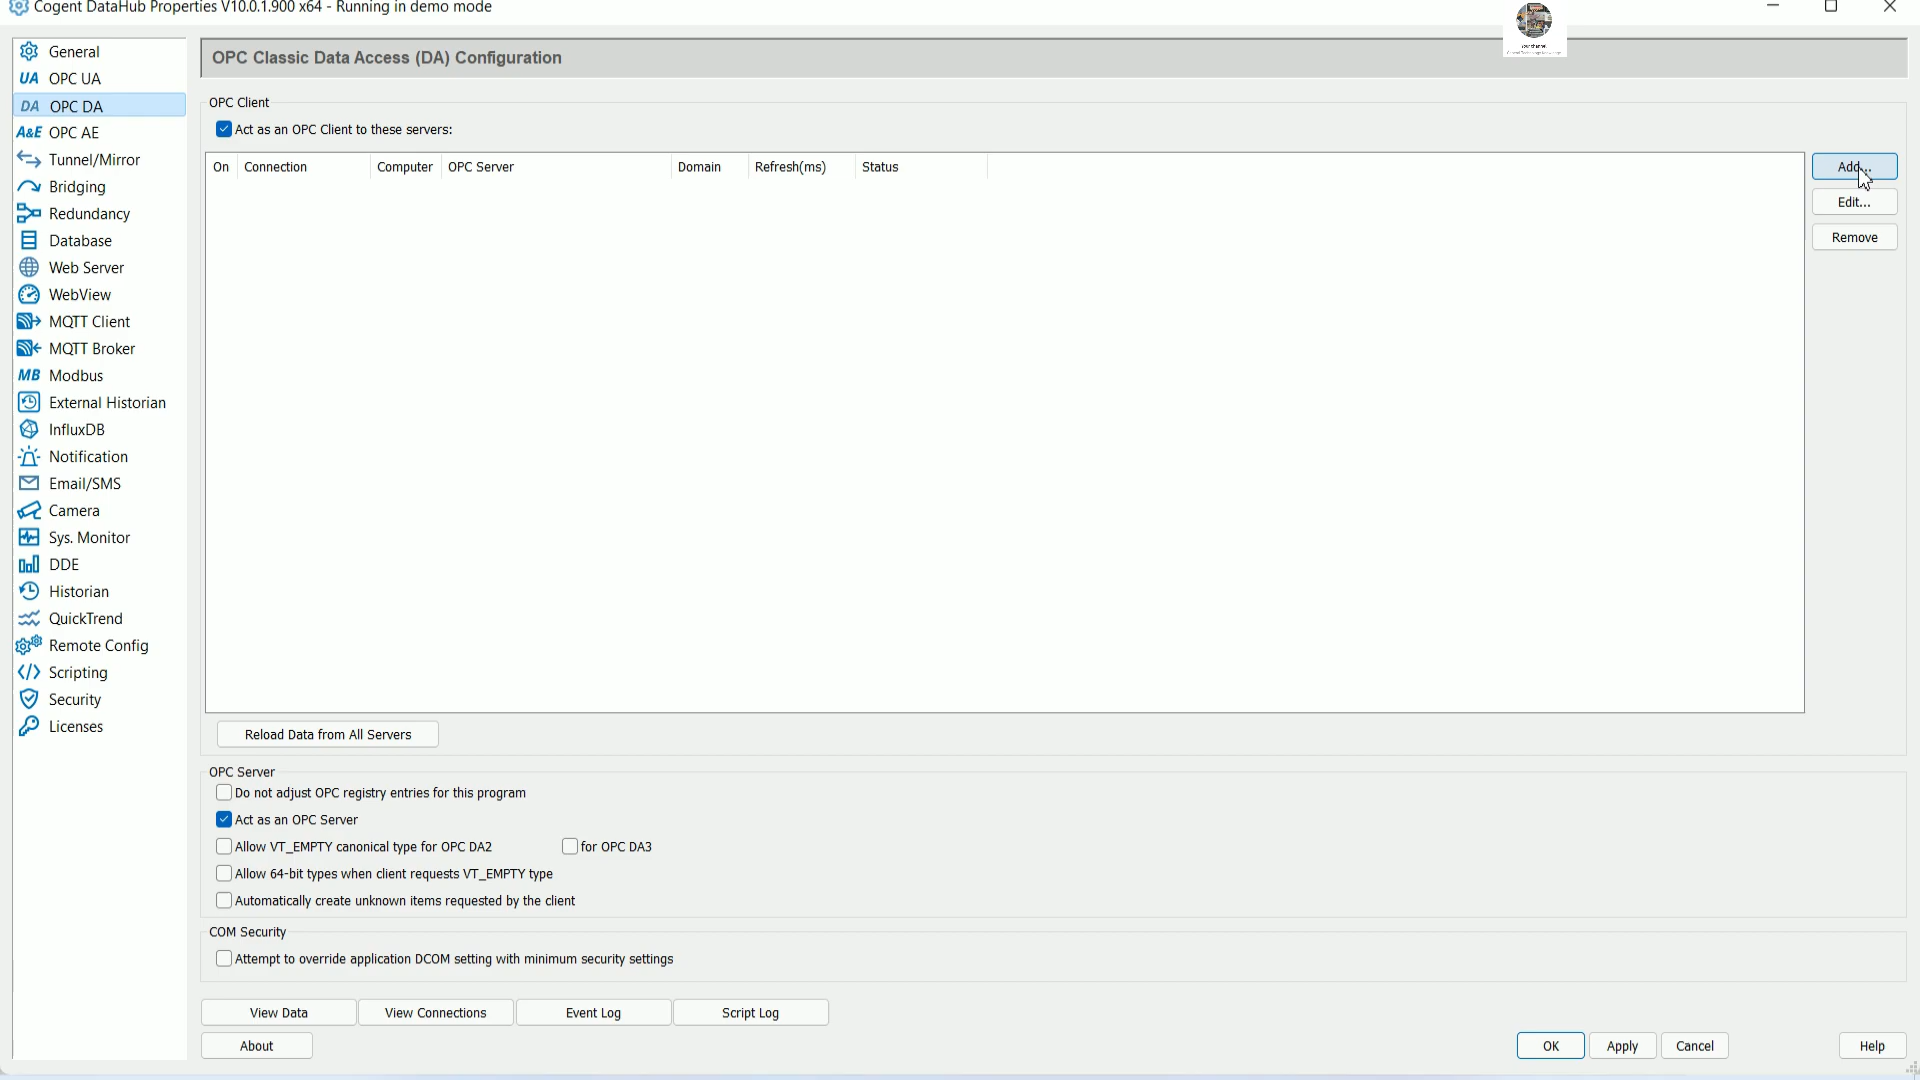 Cogent DataHub Properties V10.0.1.900 x64 - Running in demo mode
General
UA OPC UA
DA OPC DA
A&E OPC AE
Tunnel/Mirror
Bridging
Redundancy
Database
Web Server
WebView
MQTT Client
MQTT Broker
MB Modbus
External Historian
InfluxDB
Notification
Email/SMS
Camera
Sys. Monitor
DDE
Historian
QuickTrend
Remote Config
Scripting
Security
Licenses
OPC Classic Data Access (DA) Configuration
Your channel
OPC Client
Act as an OPC Client to these servers:
On Connection Computer OPC Server Domain Refresh(ms) Status
Add...
Edit...
Remove
Reload Data from All Servers
OPC Server
Do not adjust OPC registry entries for this program
Act as an OPC Server
Allow VT_EMPTY canonical type for OPC DA2 for OPC DA3
Allow 64-bit types when client requests VT_EMPTY type
Automatically create unknown items requested by the client
COM Security
Attempt to override application DCOM setting with minimum security settings
View Data View Connections Event Log Script Log
About OK Apply Cancel Help